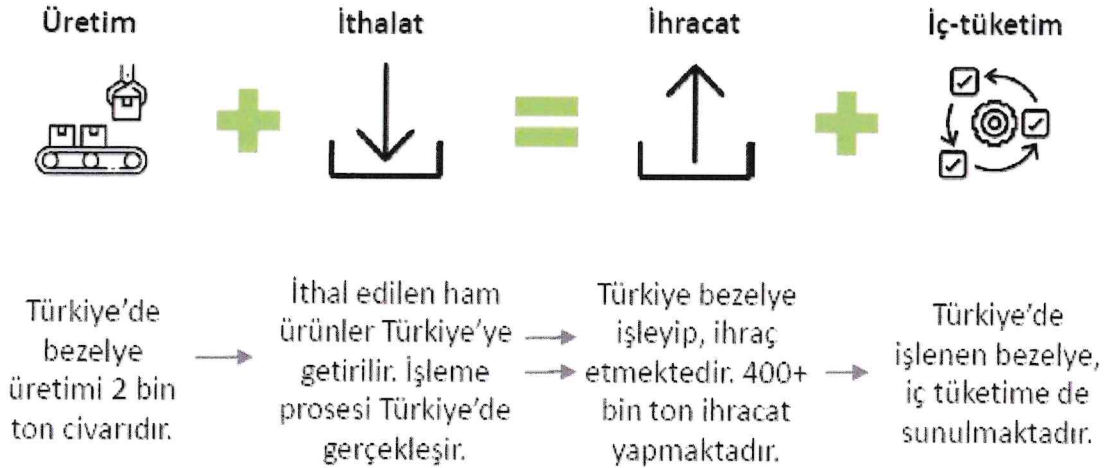 Üretim
İthalat
İhracat
İç-tüketim
Türkiye'de
bezelye
üretimi 2 bin
ton civarıdır.
İthal edilen ham
ürünler Türkiye'ye
getirilir. İşleme
prosesi Türkiye'de
gerçekleşir.
Türkiye bezelye
işleyip, ihraç
etmektedir. 400+
bin ton ihracat
yapmaktadır.
Türkiye'de
işlenen bezelye,
iç tüketime de
sunulmaktadır.